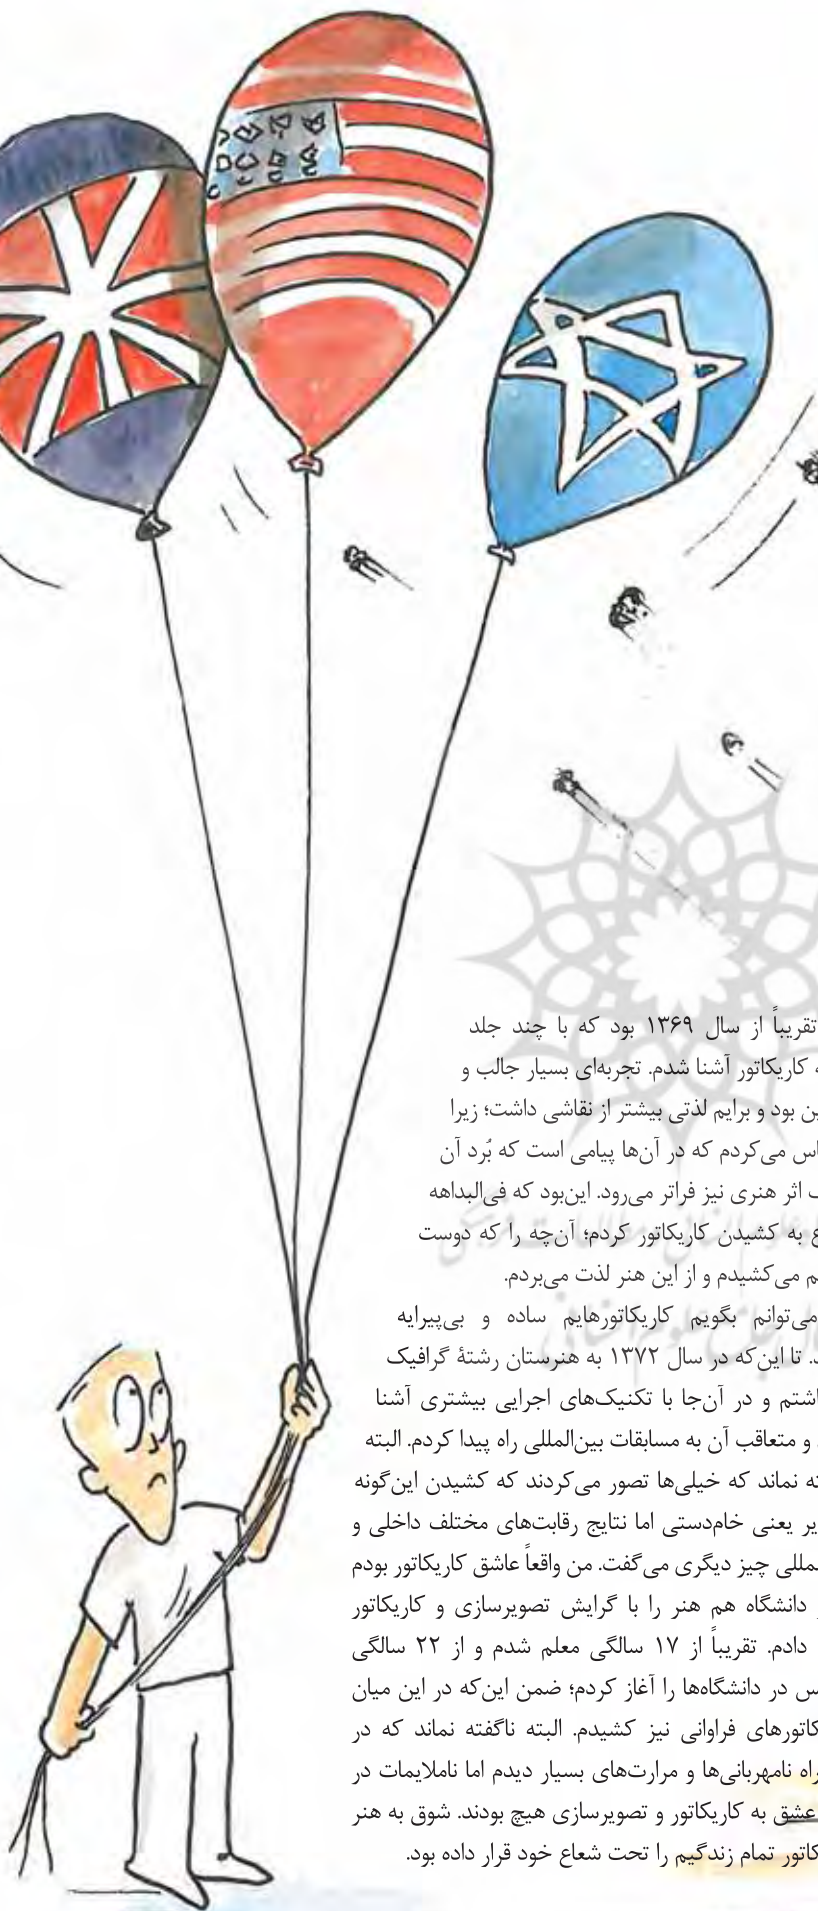 تقریباً از سال ۱۳۶۹ بود که با چند جلد
ه کاریکاتور آشنا شدم. تجربه‌ای بسیار جالب و
ین بود و برایم لذتی بیشتر از نقاشی داشت؛ زیرا
اس می‌کردم که در آن‌ها پیامی است که بُرد آن
ـ اثر هنری نیز فراتر می‌رود. این‌بود که فی‌البداهه
ع به کشیدن کاریکاتور کردم؛ آن‌چه را که دوست
م می‌کشیدم و از این هنر لذت می‌بردم.
می‌توانم بگویم کاریکاتورهایم ساده و بی‌پیرایه
د. تا این‌که در سال ۱۳۷۲ به هنرستان رشتهٔ گرافیک
اشتم و در آن‌جا با تکنیک‌های اجرایی بیشتری آشنا
و متعاقب آن به مسابقات بین‌المللی راه پیدا کردم. البته
ته نماند که خیلی‌ها تصور می‌کردند که کشیدن این‌گونه
یر یعنی خام‌دستی اما نتایج رقابت‌های مختلف داخلی و
مللی چیز دیگری می‌گفت. من واقعاً عاشق کاریکاتور بودم
ر دانشگاه هم هنر را با گرایش تصویرسازی و کاریکاتور
دادم. تقریباً از ۱۷ سالگی معلم شدم و از ۲۲ سالگی
یس در دانشگاه‌ها را آغاز کردم؛ ضمن این‌که در این میان
کاتورهای فراوانی نیز کشیدم. البته ناگفته نماند که در
راه نامهربانی‌ها و مرارت‌های بسیار دیدم اما ناملایمات در
عشق به کاریکاتور و تصویرسازی هیچ بودند. شوق به هنر
کاتور تمام زندگیم را تحت شعاع خود قرار داده بود.